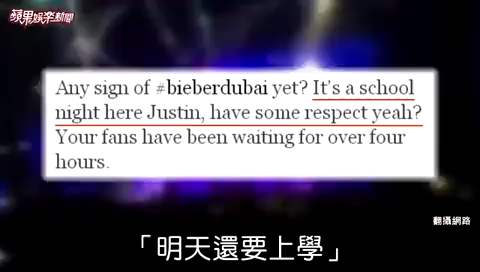 蘋果娛樂新聞
Any sign of #bieberdubai yet? It's a school
night here Justin, have some respect yeah?
Your fans have been waiting for over four
hours.
翻攝網路
「明天還要上學」